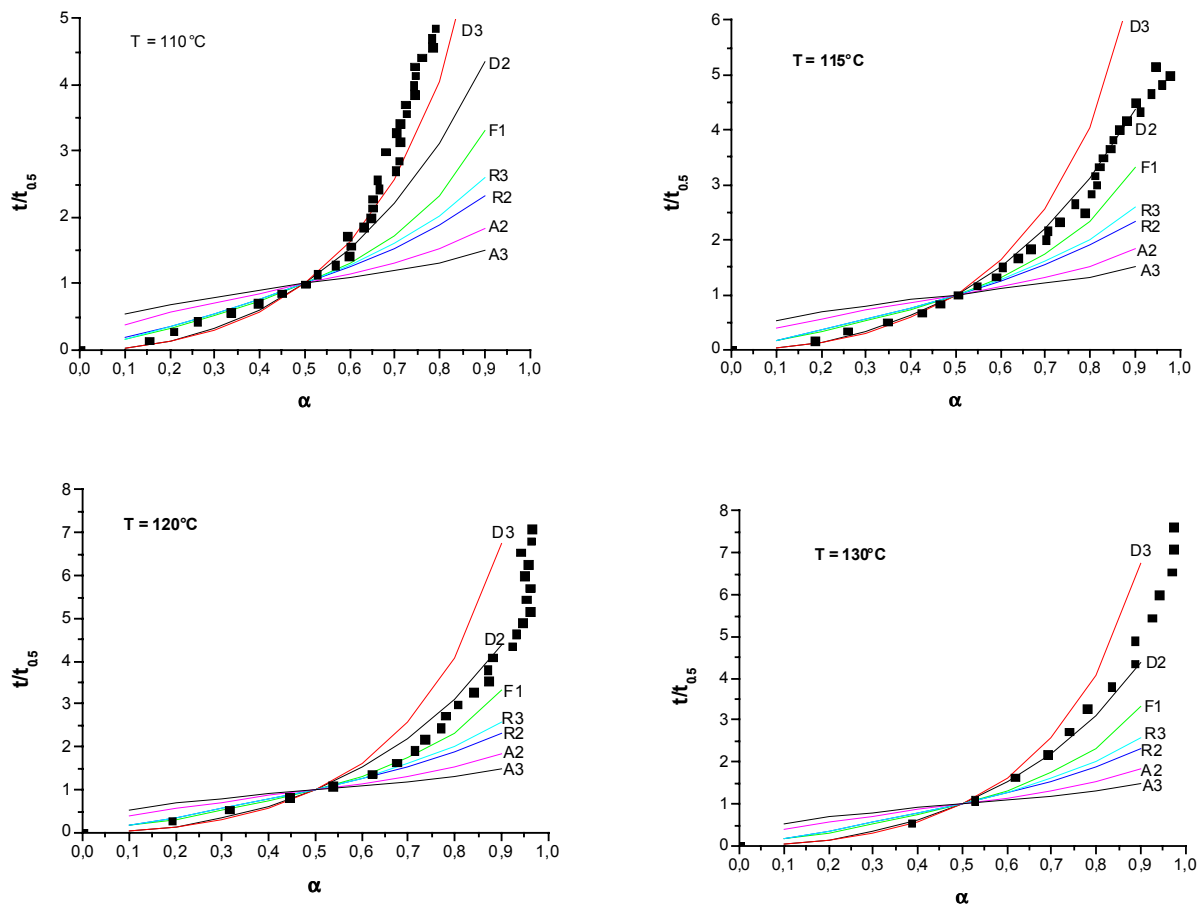 T = 110°C
5
4
3
2
1
0
t/t0.5
0,0 0,1 0,2 0,3 0,4 0,5 0,6 0,7 0,8 0,9 1,0
α
D3
D2
F1
R3
R2
A2
A3
T = 115°C
6
5
4
3
2
1
0
t/t0.5
0,0 0,1 0,2 0,3 0,4 0,5 0,6 0,7 0,8 0,9 1,0
α
D3
D2
F1
R3
R2
A2
A3
T = 120°C
8
7
6
5
4
3
2
1
0
t/t0.5
0,0 0,1 0,2 0,3 0,4 0,5 0,6 0,7 0,8 0,9 1,0
α
D3
D2
F1
R3
R2
A2
A3
T = 130°C
8
7
6
5
4
3
2
1
0
t/t0.5
0,0 0,1 0,2 0,3 0,4 0,5 0,6 0,7 0,8 0,9 1,0
α
D3
D2
F1
R3
R2
A2
A3